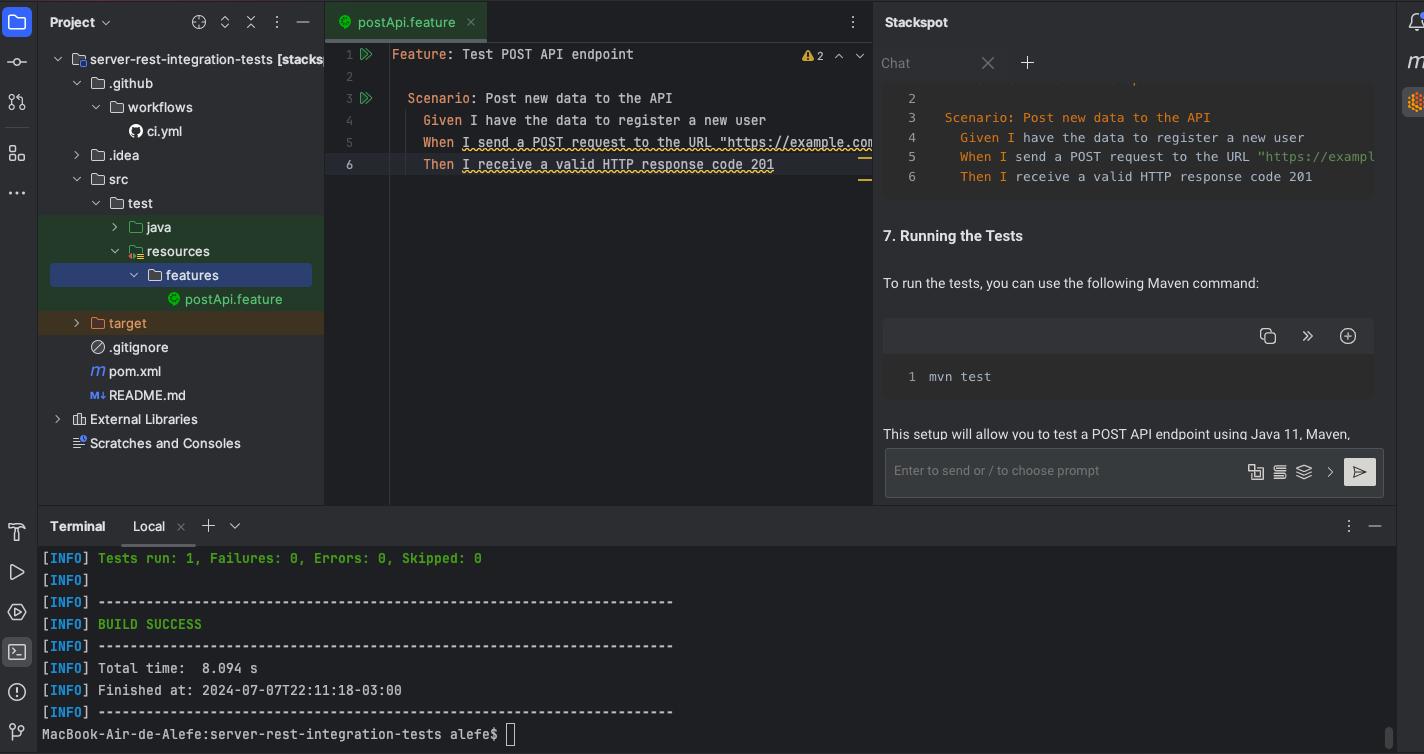 Project
server-rest-integration-tests [stacks
.github
workflows
ci.yml
.idea
src
test
java
resources
features
postApi.feature
target
.gitignore
pom.xml
M↓ README.md
External Libraries
Scratches and Consoles
postApi.feature
1 Feature: Test POST API endpoint
2
3 Scenario: Post new data to the API
4 Given I have the data to register a new user
5 When I send a POST request to the URL "https://example.com
6 Then I receive a valid HTTP response code 201
2
Stackspot
Chat
2
3 Scenario: Post new data to the API
4 Given I have the data to register a new user
5 When I send a POST request to the URL "https://exampl
6 Then I receive a valid HTTP response code 201
7. Running the Tests
To run the tests, you can use the following Maven command:
1 mvn test
This setup will allow you to test a POST API endpoint using Java 11, Maven,
Enter to send or / to choose prompt
Terminal Local
[INFO] Tests run: 1, Failures: 0, Errors: 0, Skipped: 0
[INFO]
[INFO] ------------------------------------------------------------------------
[INFO] BUILD SUCCESS
[INFO] ------------------------------------------------------------------------
[INFO] Total time:  8.094 s
[INFO] Finished at: 2024-07-07T22:11:18-03:00
[INFO] ------------------------------------------------------------------------
MacBook-Air-de-Alefe:server-rest-integration-tests alefe$